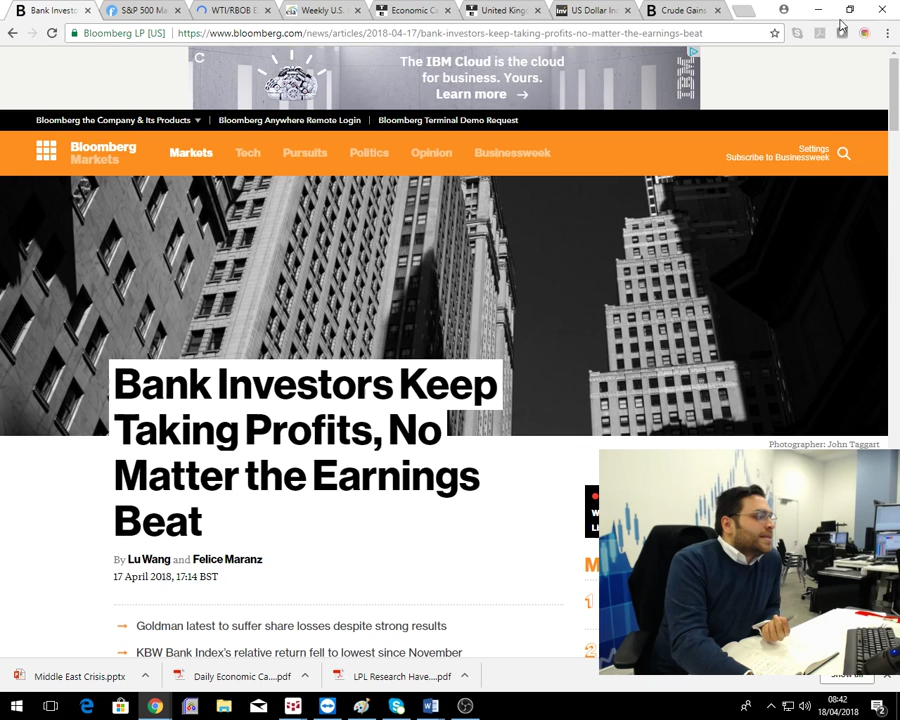 Bank Investo
S&P 500 Ma
WTI/RBOB E
Weekly U.S.
Economic C
United Kingd
US Dollar In
Crude Gains
Bloomberg LP [US]
https://www.bloomberg.com/news/articles/2018-04-17/bank-investors-keep-taking-profits-no-matter-the-earnings-beat
The IBM Cloud is the cloud
for business. Yours.
Learn more →
IBM
Bloomberg the Company & Its Products
Bloomberg Anywhere Remote Login
Bloomberg Terminal Demo Request
Bloomberg
Markets
Markets
Tech
Pursuits
Politics
Opinion
Businessweek
Settings
Subscribe to Businessweek
Bank Investors Keep
Taking Profits, No
Matter the Earnings
Beat
Photographer: John Taggart
By Lu Wang and Felice Maranz
17 April 2018, 17:14 BST
→ Goldman latest to suffer share losses despite strong results
→ KBW Bank Index's relative return fell to lowest since November
Middle East Crisis.pptx
Daily Economic Ca....pdf
LPL Research Have....pdf
08:42
18/04/2018
2